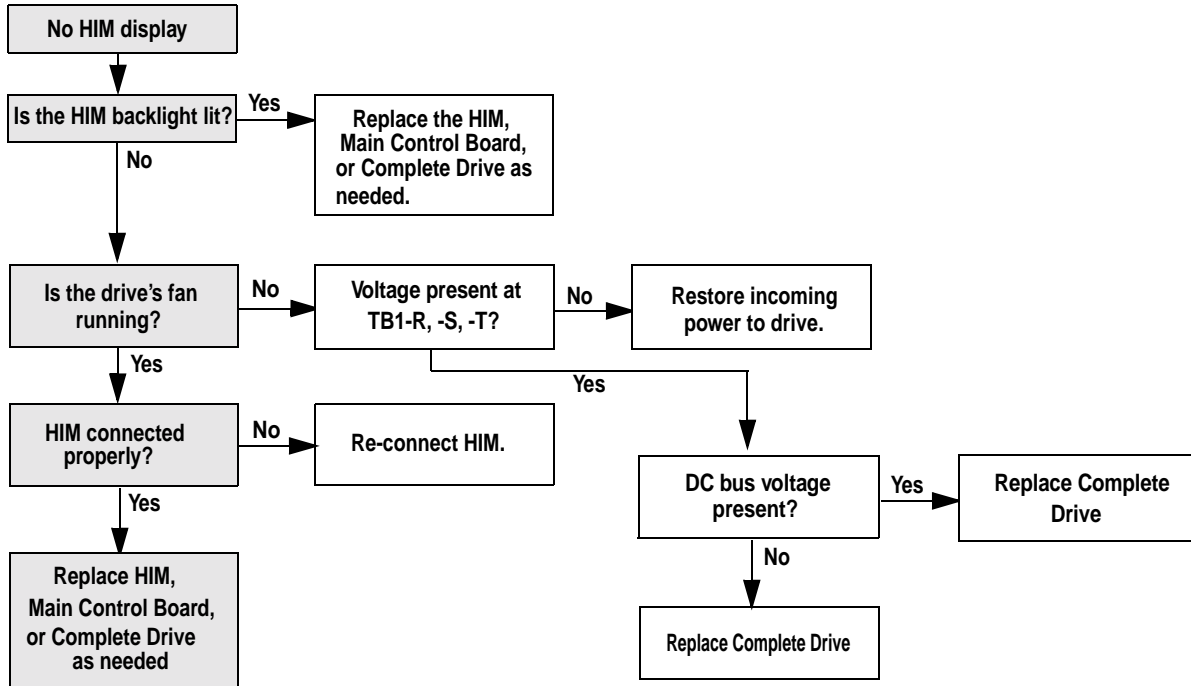 No HIM display
Is the HIM backlight lit?
Yes
Replace the HIM,
Main Control Board,
or Complete Drive as
needed.
No
Is the drive's fan
running?
No
Voltage present at
TB1-R, -S, -T?
No
Restore incoming
power to drive.
Yes
Yes
HIM connected
properly?
No
Re-connect HIM.
DC bus voltage
present?
Yes
Replace Complete
Drive
Yes
No
Replace HIM,
Main Control Board,
or Complete Drive
as needed
Replace Complete Drive